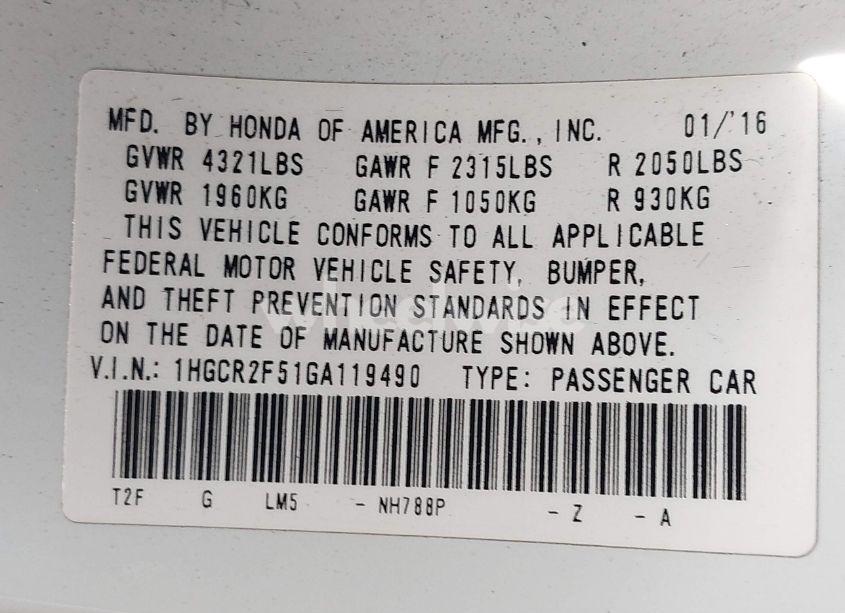 MFD. BY HONDA OF AMERICA MFG., INC. 01/'16
GVWR 4321LBS GAWR F 2315LBS R 2050LBS
GVWR 1960KG GAWR F 1050KG R 930KG
THIS VEHICLE CONFORMS TO ALL APPLICABLE
FEDERAL MOTOR VEHICLE SAFETY, BUMPER,
AND THEFT PREVENTION STANDARDS IN EFFECT
ON THE DATE OF MANUFACTURE SHOWN ABOVE.
V.I.N.: 1HGCR2F51GA119490 TYPE: PASSENGER CAR
T2F G LM5 - NH788P - Z - A